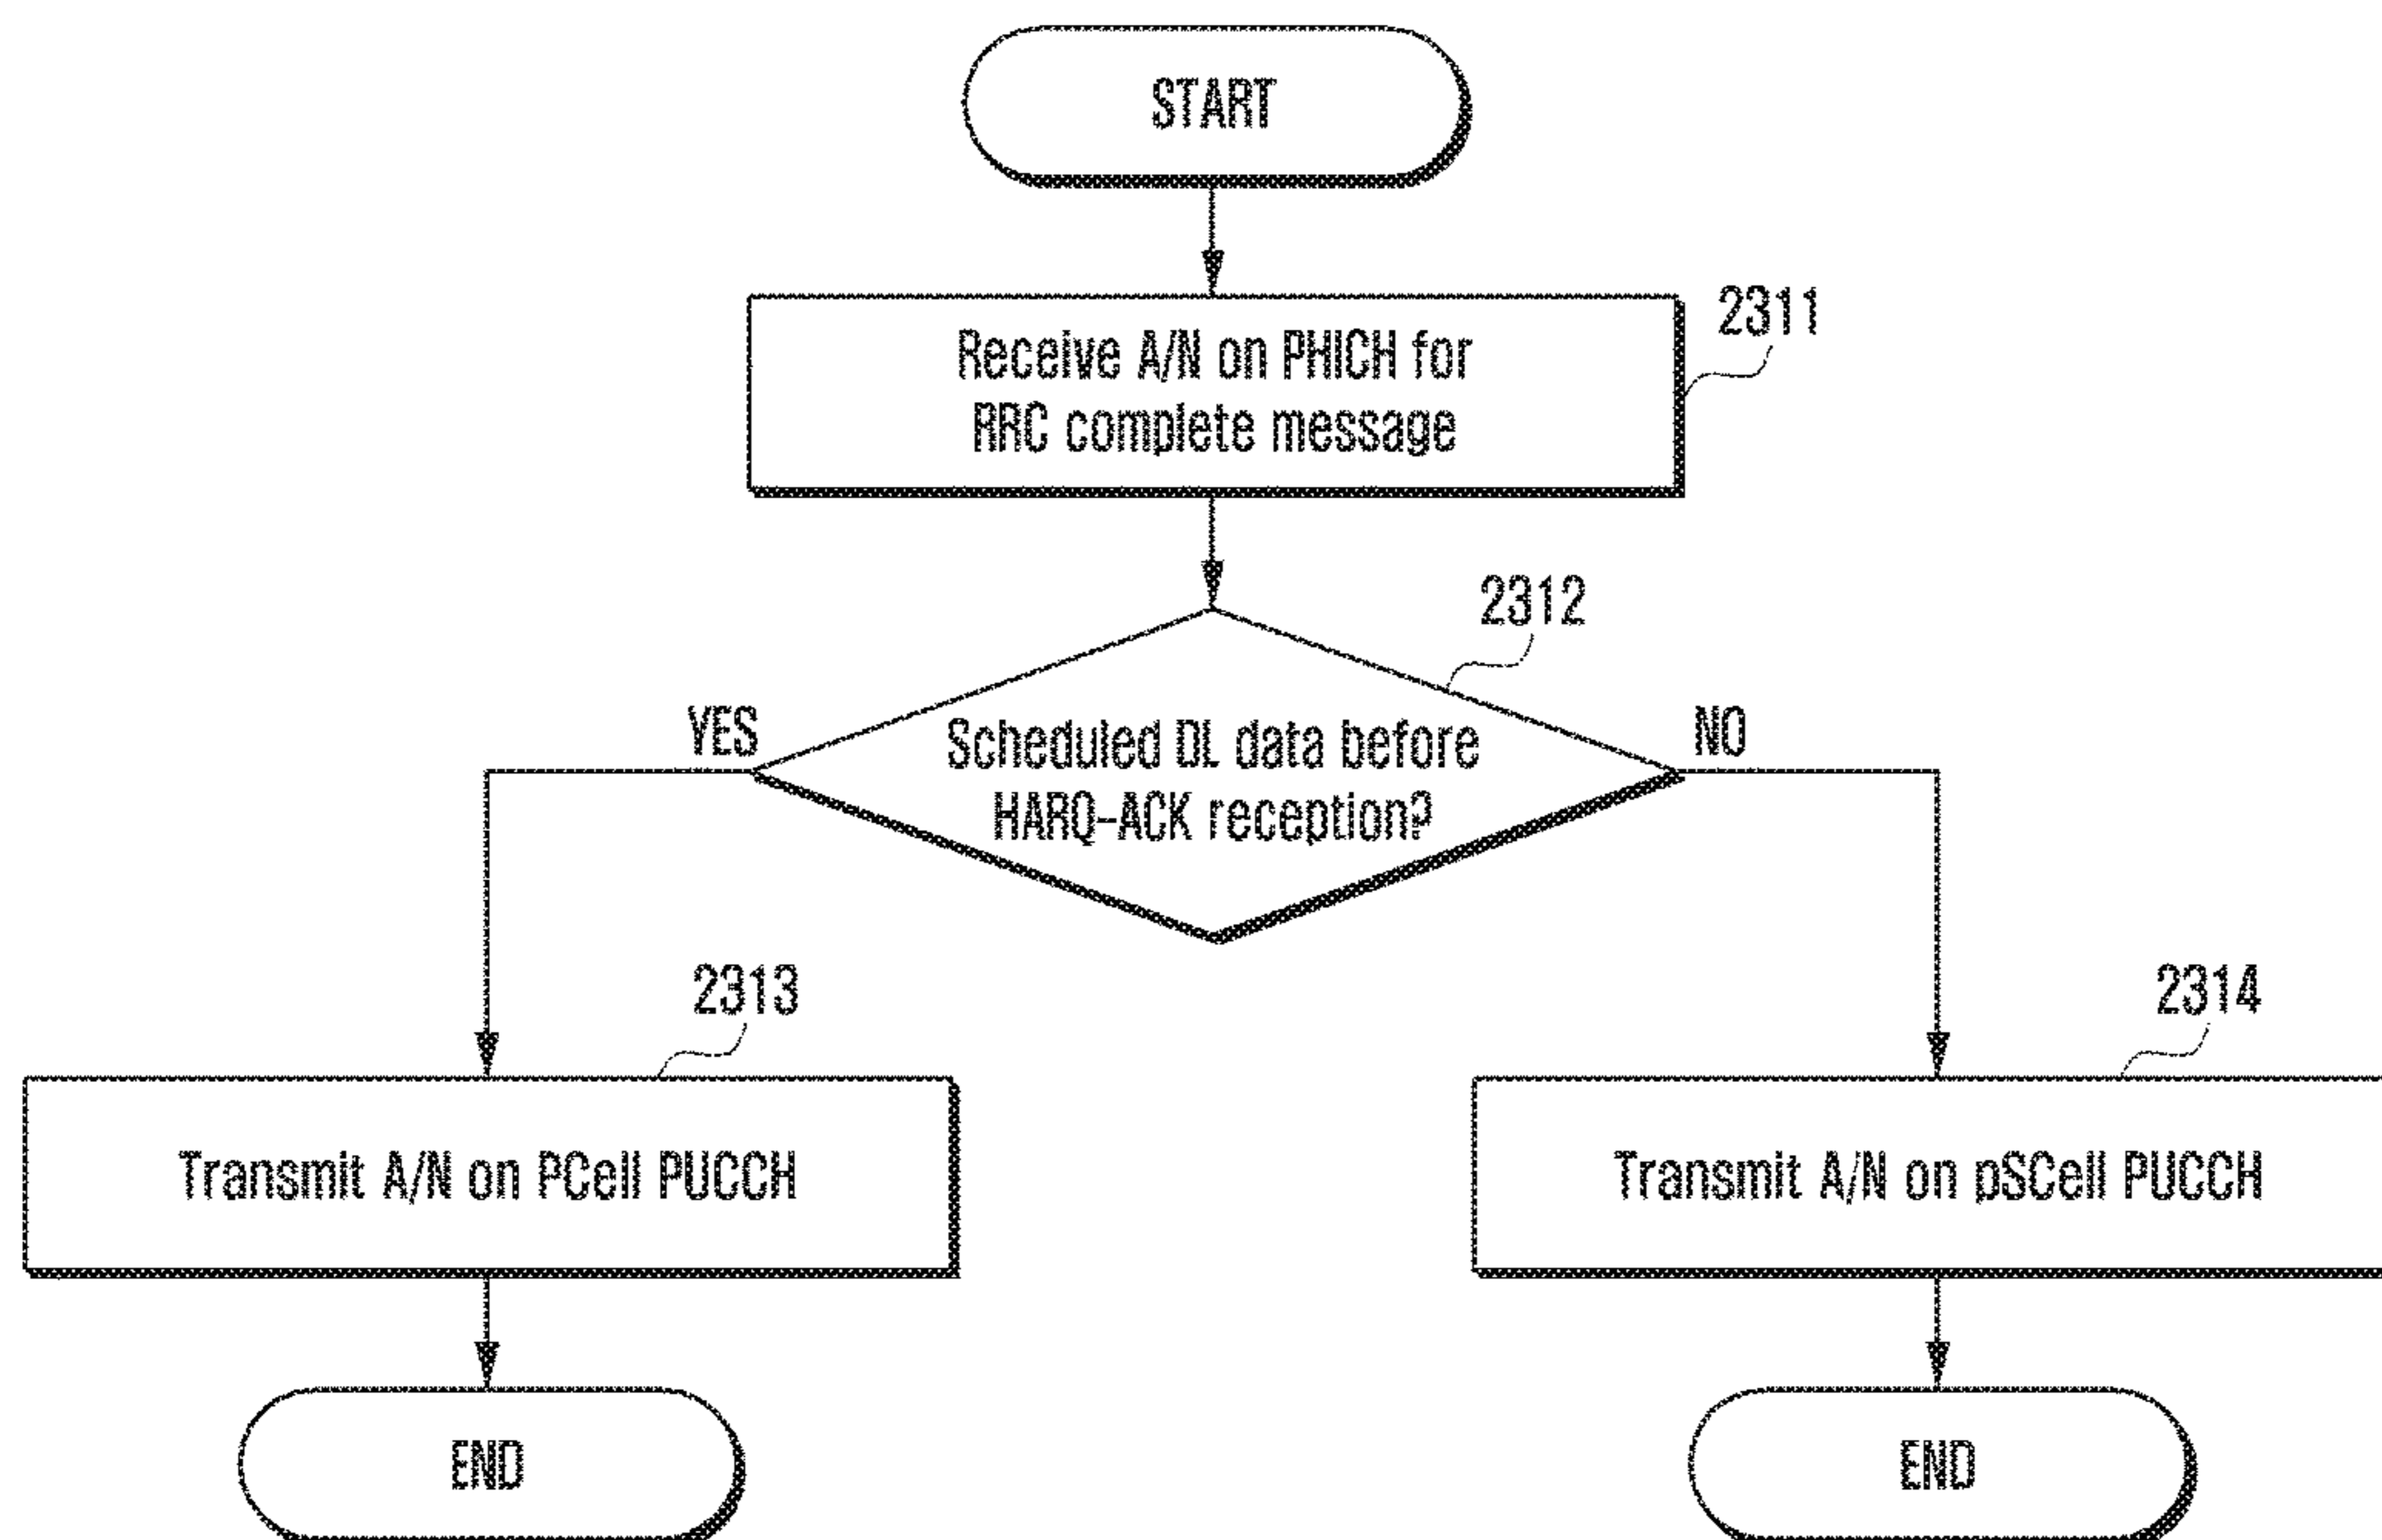 START
2311
Receive A/N on PHICH for
RRC complete message
2312
YES
NO
Scheduled DL data before
HARQ-ACK reception?
2313
2314
Transmit A/N on PCell PUCCH
Transmit A/N on pSCell PUCCH
END
END